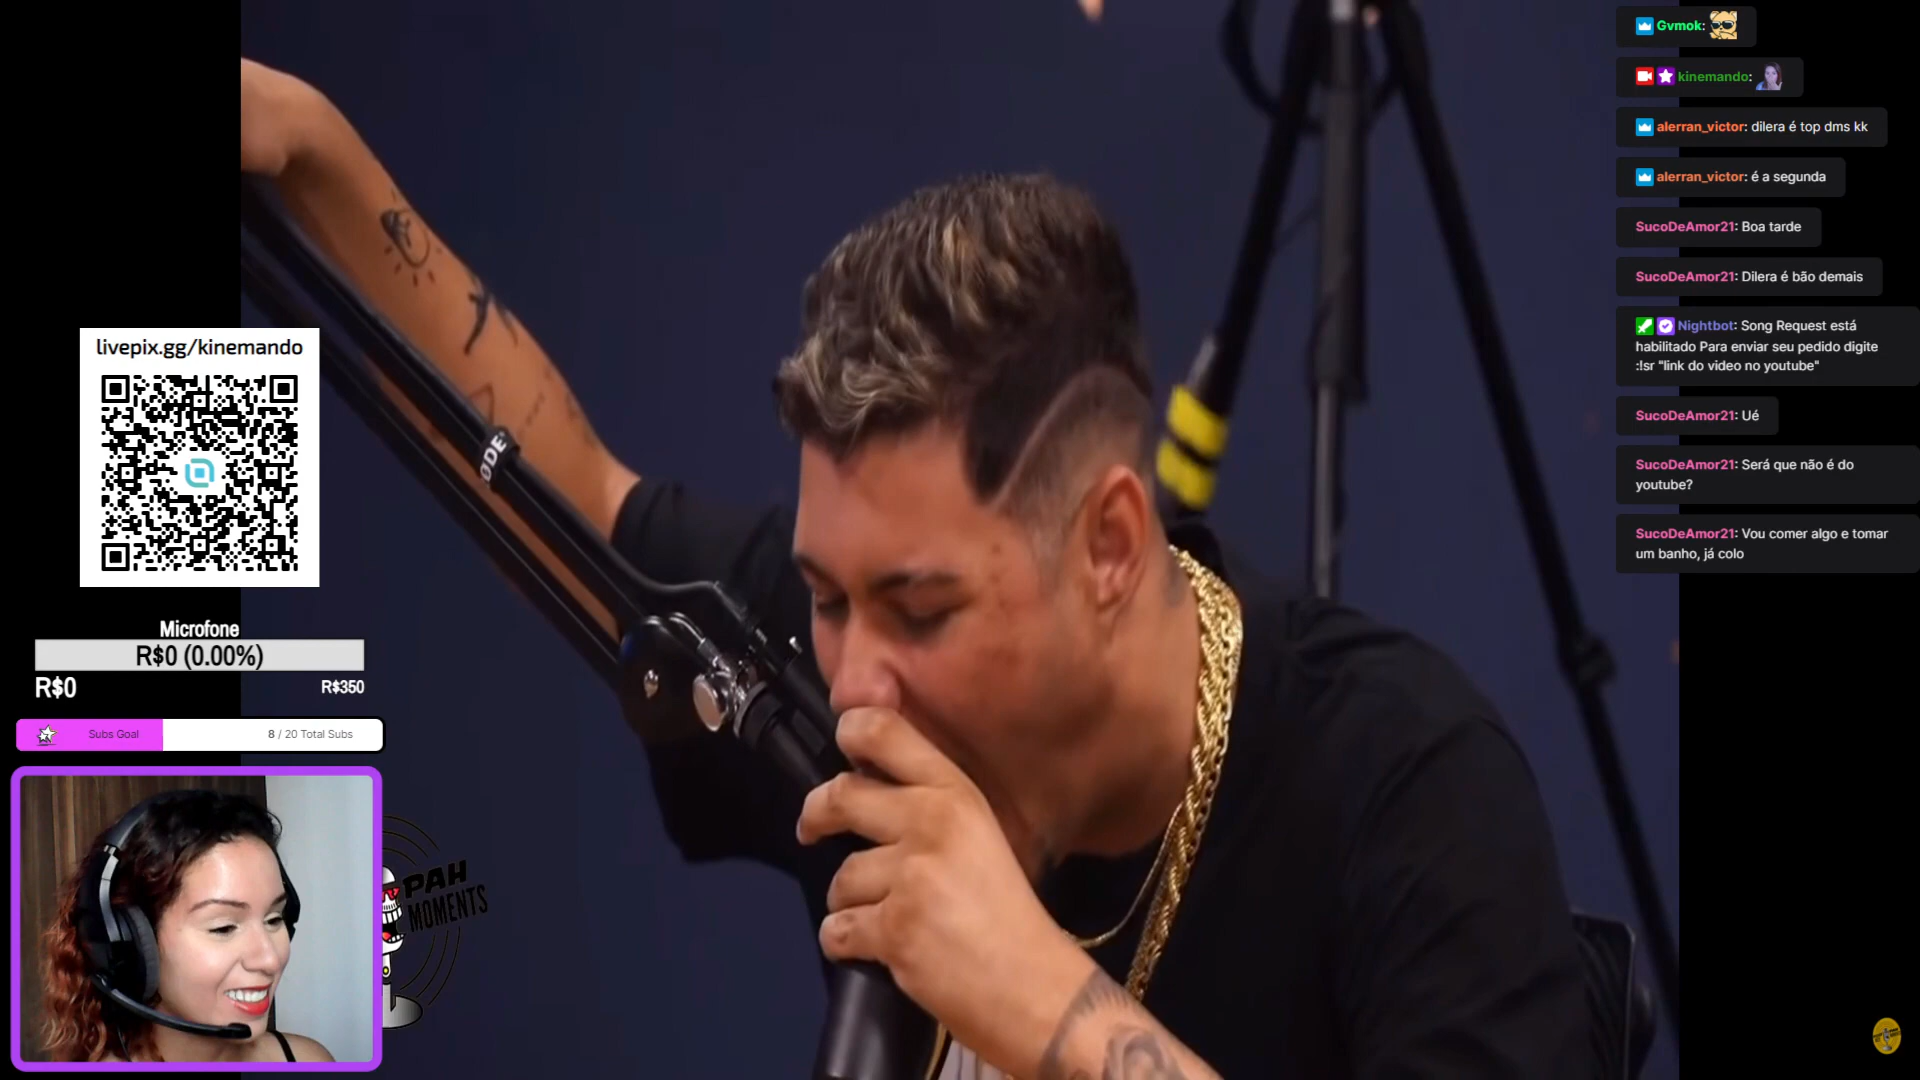 livepix.gg/kinemando
Microfone
R$0 (0.00%)
R$0
R$350
Subs Goal
8 / 20 Total Subs
ODE
PAH
MOMENTS
Gvmok:
kinemando:
alerran_victor: dilera é top dms kk
alerran_victor: é a segunda
SucoDeAmor21: Boa tarde
SucoDeAmor21: Dilera é bão demais
Nightbot: Song Request está
habilitado Para enviar seu pedido digite
:!sr "link do video no youtube"
SucoDeAmor21: Ué
SucoDeAmor21: Será que não é do
youtube?
SucoDeAmor21: Vou comer algo e tomar
um banho, já colo